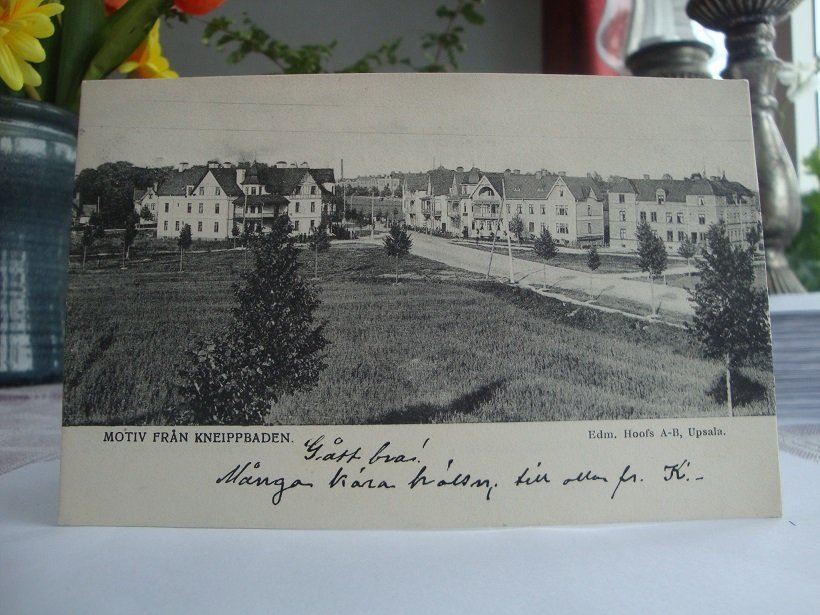 MOTIV FRÅN KNEIPPBADEN.
Edm. Hoofs A-B, Upsala.
Gått bra!
Många kära hälsn, till alla fr. K.-